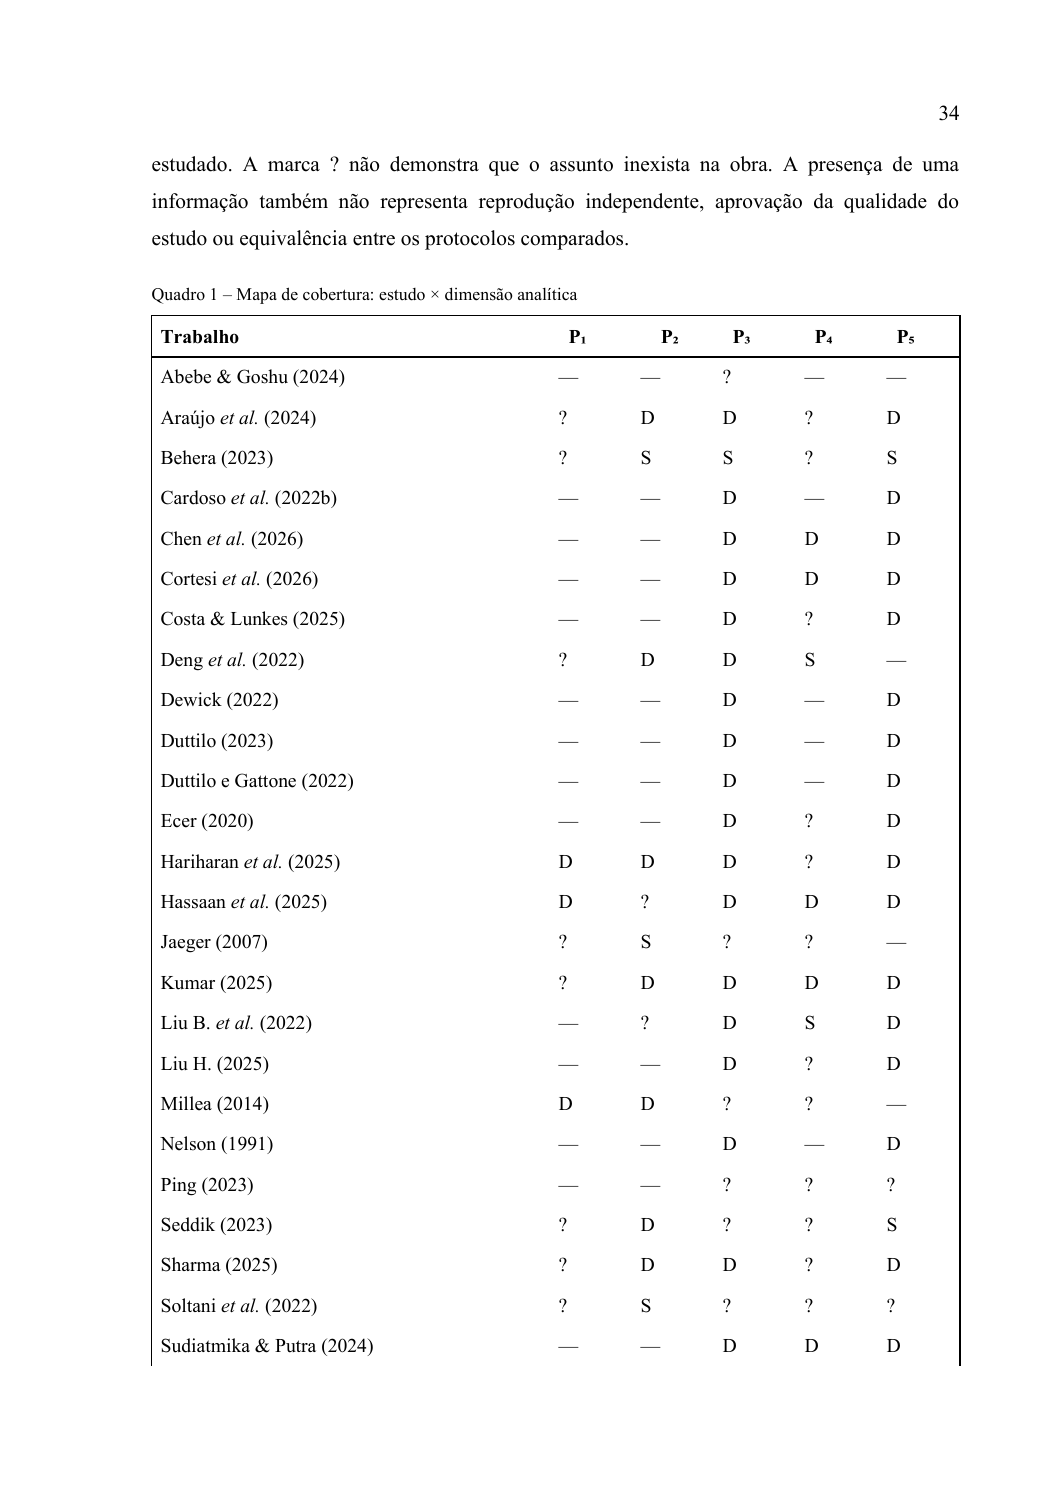 34
estudado. A marca ? não demonstra que o assunto inexista na obra. A presença de uma
informação também não representa reprodução independente, aprovação da qualidade do
estudo ou equivalência entre os protocolos comparados.
Quadro 1 – Mapa de cobertura: estudo × dimensão analítica
Trabalho P₁ P₂ P₃ P₄ P₅
Abebe & Goshu (2024) — — ? — —
Araújo et al. (2024) ? D D ? D
Behera (2023) ? S S ? S
Cardoso et al. (2022b) — — D — D
Chen et al. (2026) — — D D D
Cortesi et al. (2026) — — D D D
Costa & Lunkes (2025) — — D ? D
Deng et al. (2022) ? D D S —
Dewick (2022) — — D — D
Duttilo (2023) — — D — D
Duttilo e Gattone (2022) — — D — D
Ecer (2020) — — D ? D
Hariharan et al. (2025) D D D ? D
Hassaan et al. (2025) D ? D D D
Jaeger (2007) ? S ? ? —
Kumar (2025) ? D D D D
Liu B. et al. (2022) — ? D S D
Liu H. (2025) — — D ? D
Millea (2014) D D ? ? —
Nelson (1991) — — D — D
Ping (2023) — — ? ? ?
Seddik (2023) ? D ? ? S
Sharma (2025) ? D D ? D
Soltani et al. (2022) ? S ? ? ?
Sudiatmika & Putra (2024) — — D D D